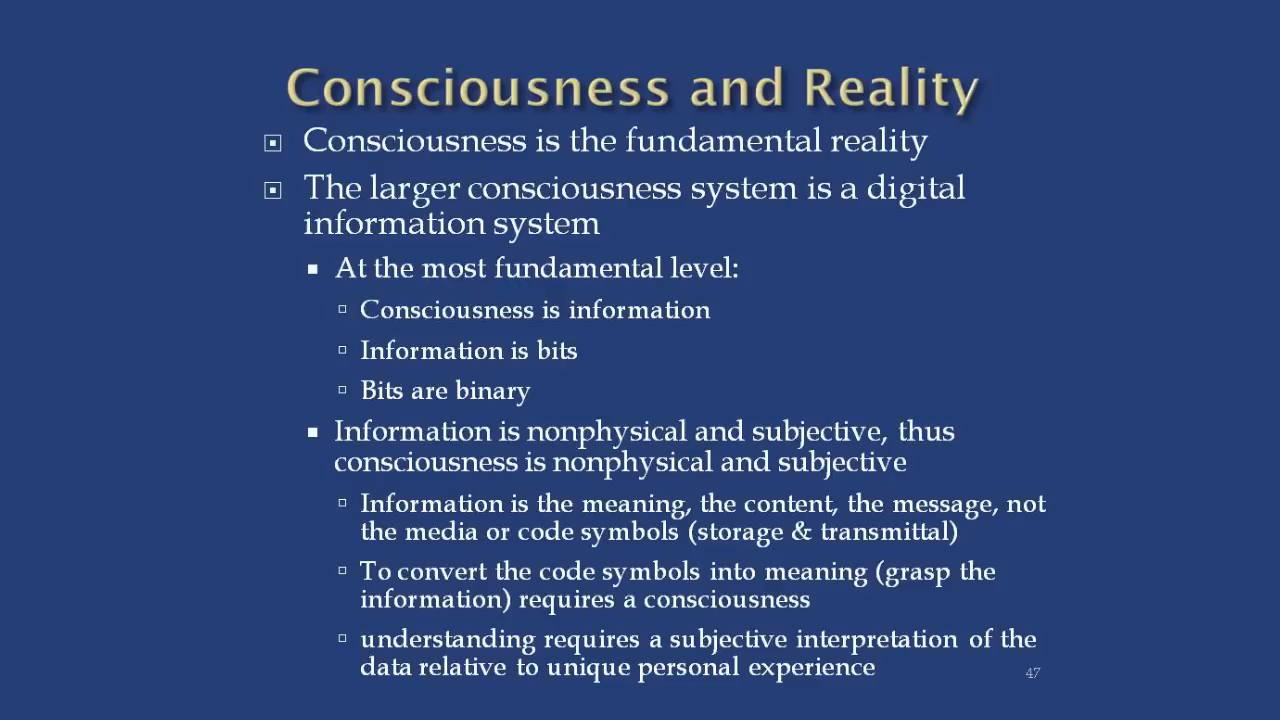 Consciousness and Reality
Consciousness is the fundamental reality
The larger consciousness system is a digital
information system
At the most fundamental level:
Consciousness is information
Information is bits
Bits are binary
Information is nonphysical and subjective, thus
consciousness is nonphysical and subjective
Information is the meaning, the content, the message, not
the media or code symbols (storage & transmittal)
To convert the code symbols into meaning (grasp the
information) requires a consciousness
understanding requires a subjective interpretation of the
data relative to unique personal experience
47